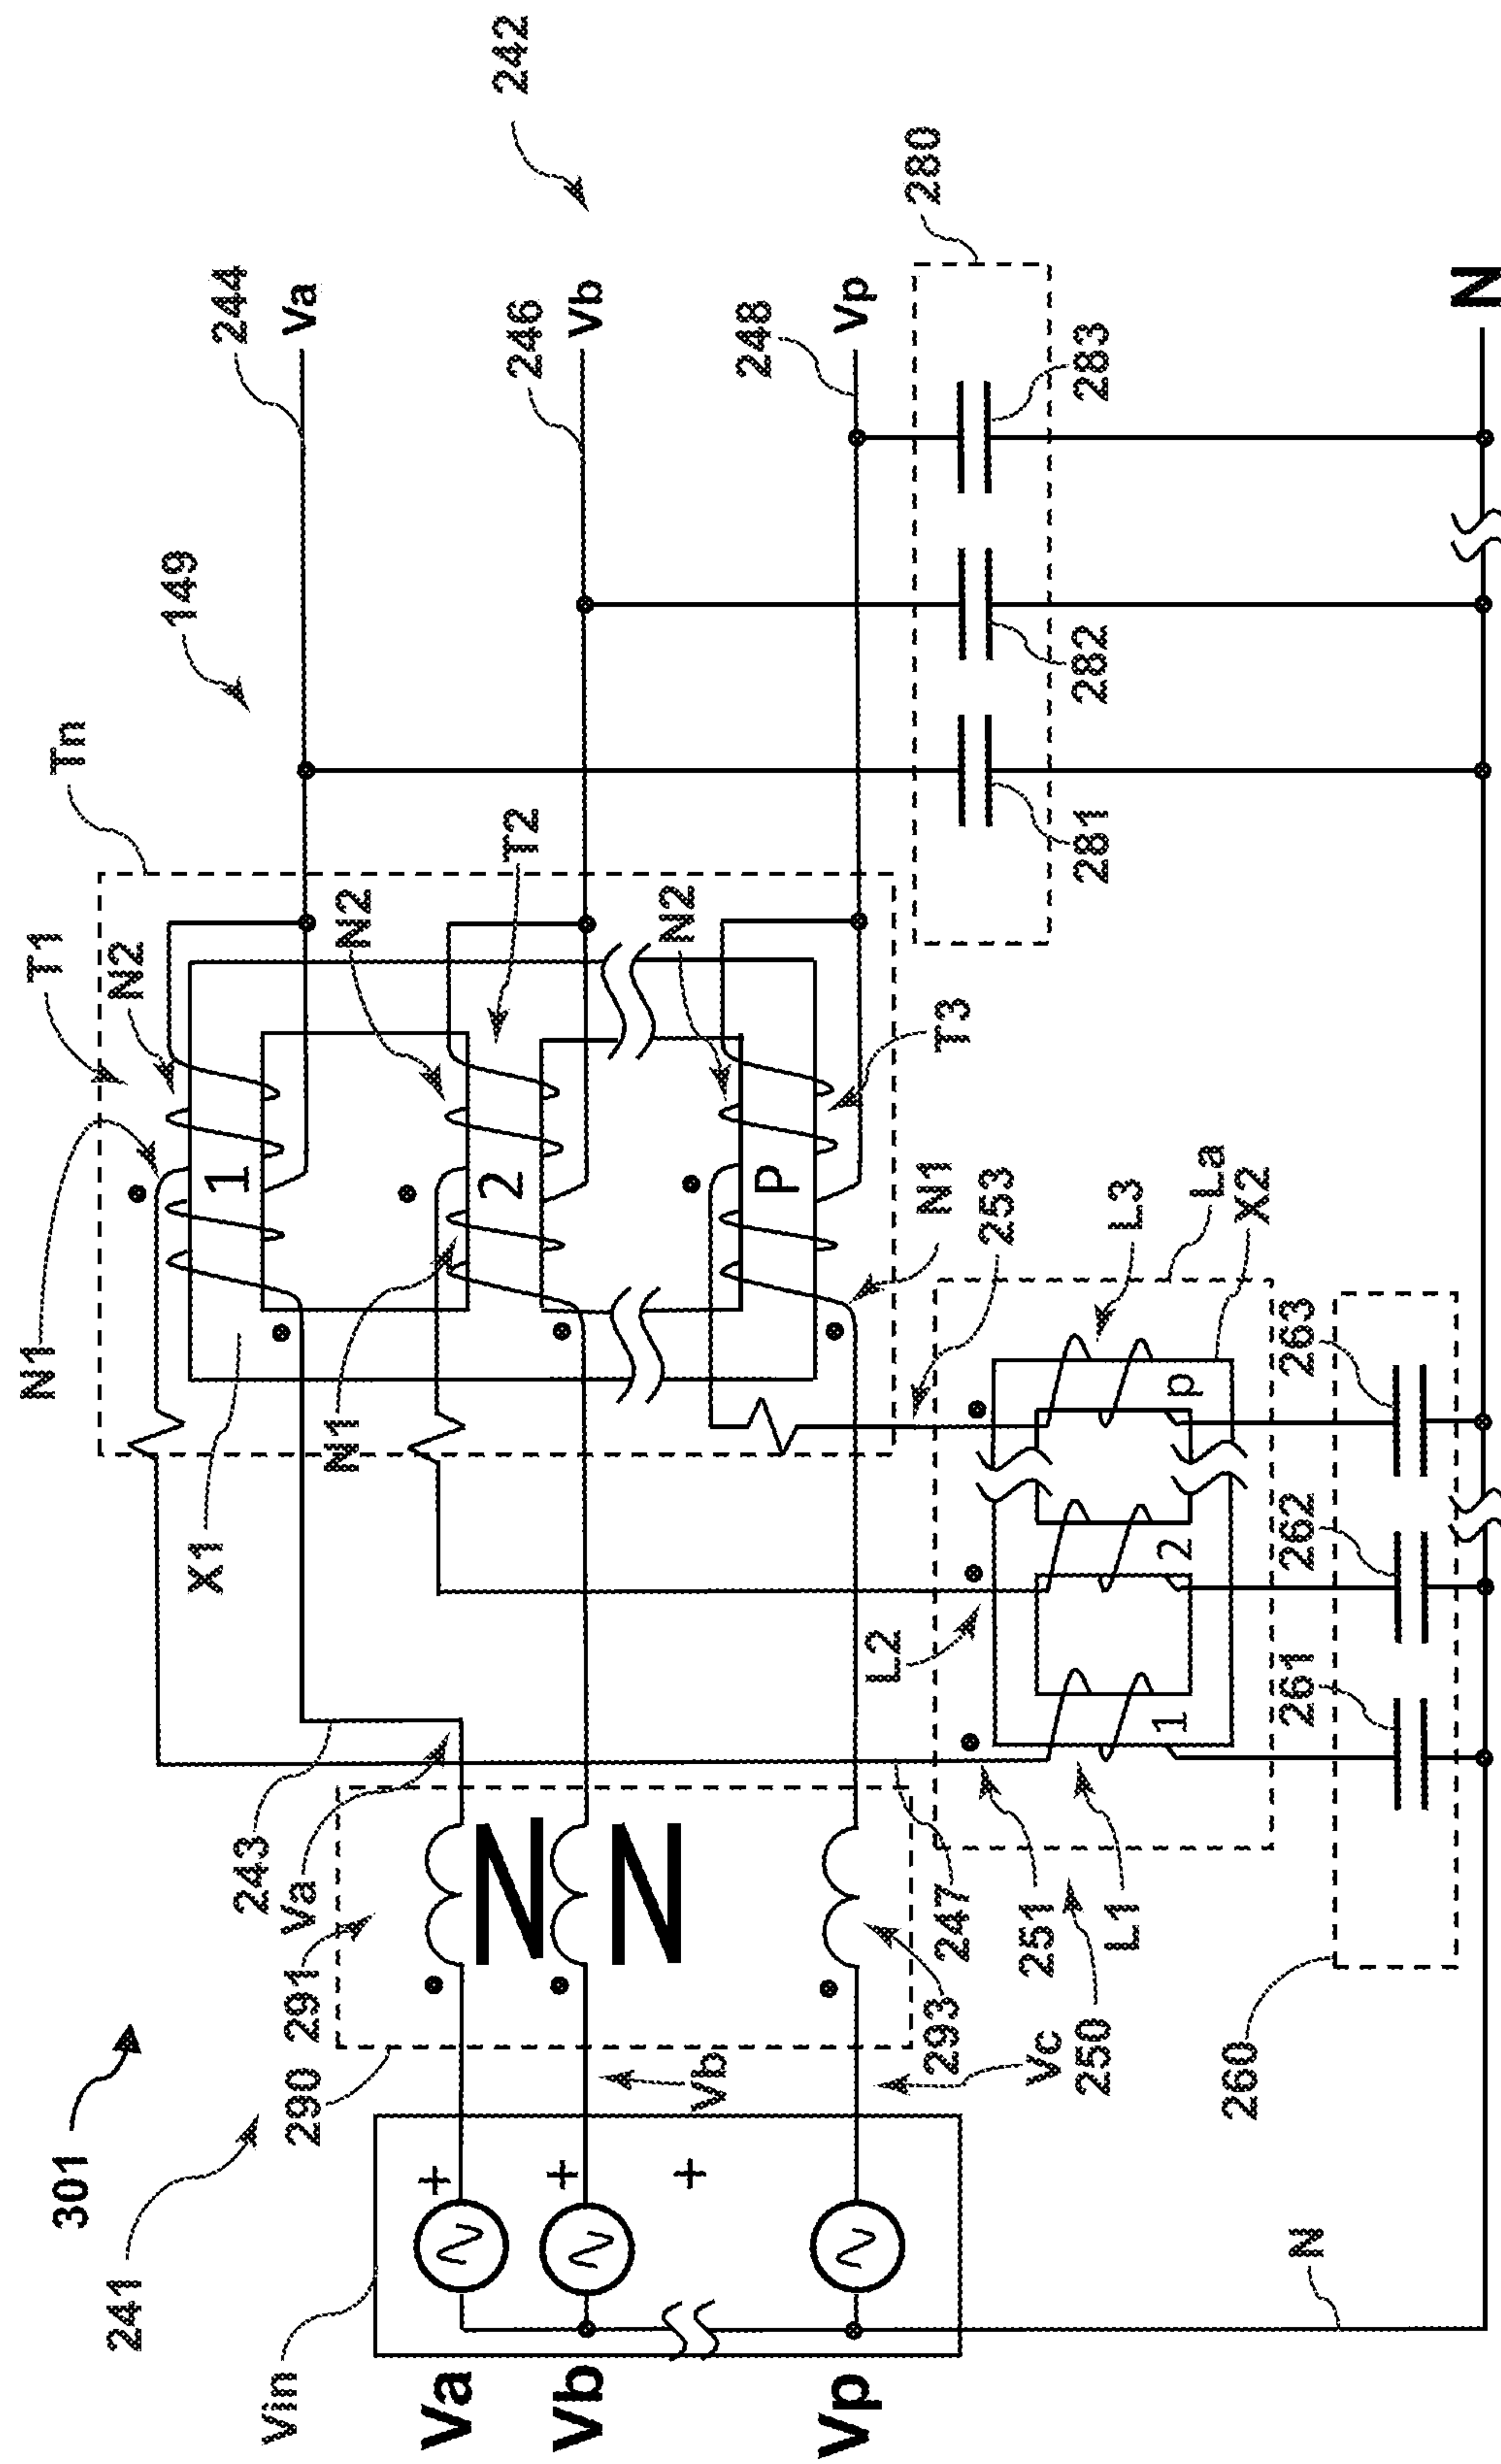 301
241
242
149
Tn
T1
N2
N1
X1
1
244
Va
N2
T2
N1
2
246
Vb
N2
P
T3
N1
248
Vp
280
281
282
283
243
Va
291
290
Vin
Va
+
Vb
+
+
Vp
N
N
Vb
293
Vc
247
250
251
L1
L2
253
L3
La
X2
1
2
p
260
261
262
263
N
N